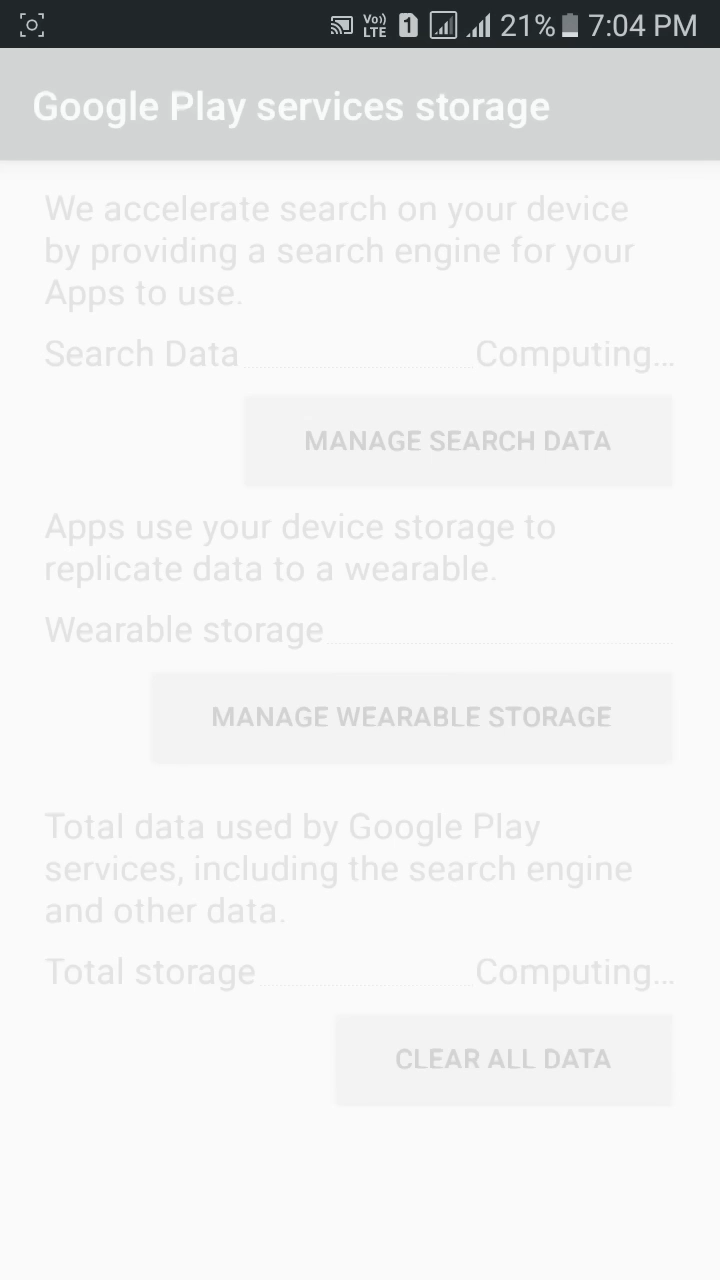 Vo)) LTE 1 21% 7:04 PM
Google Play services storage
We accelerate search on your device
by providing a search engine for your
Apps to use.
Search Data Computing...
MANAGE SEARCH DATA
Apps use your device storage to
replicate data to a wearable.
Wearable storage
MANAGE WEARABLE STORAGE
Total data used by Google Play
services, including the search engine
and other data.
Total storage Computing...
CLEAR ALL DATA